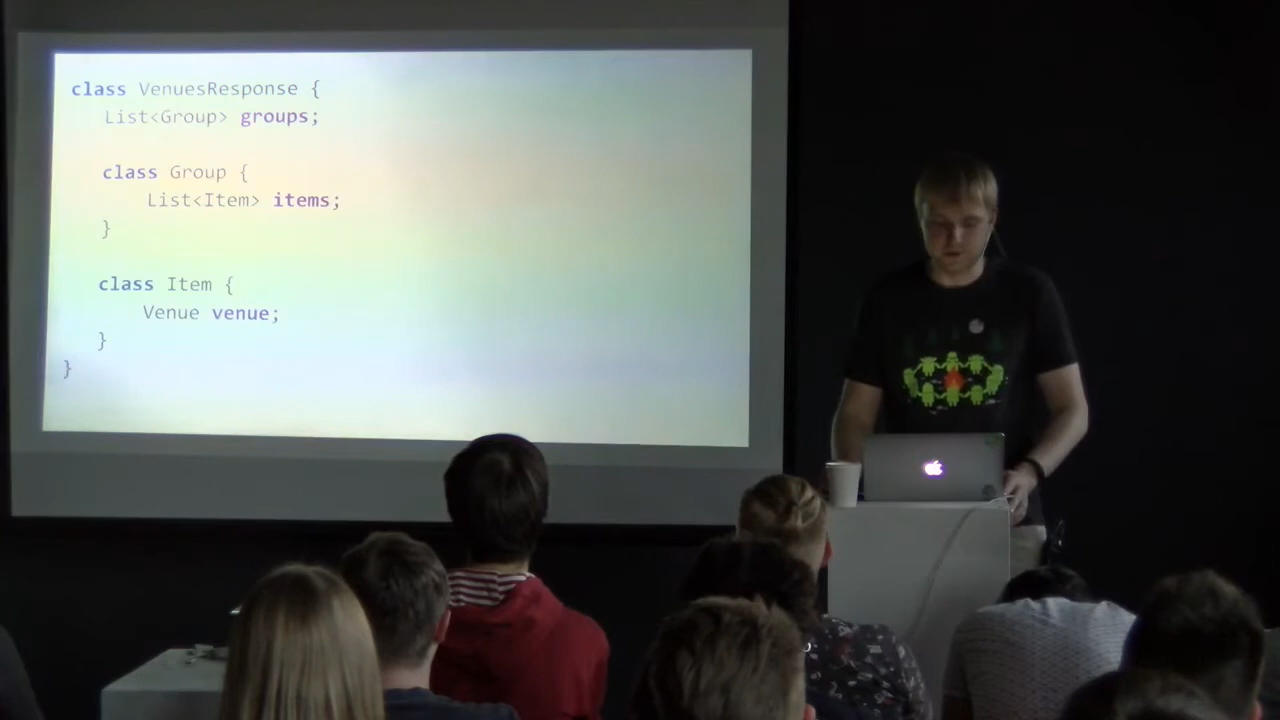 class VenuesResponse {
List<Group> groups;
class Group {
List<Item> items;
}
class Item {
Venue venue;
}
}